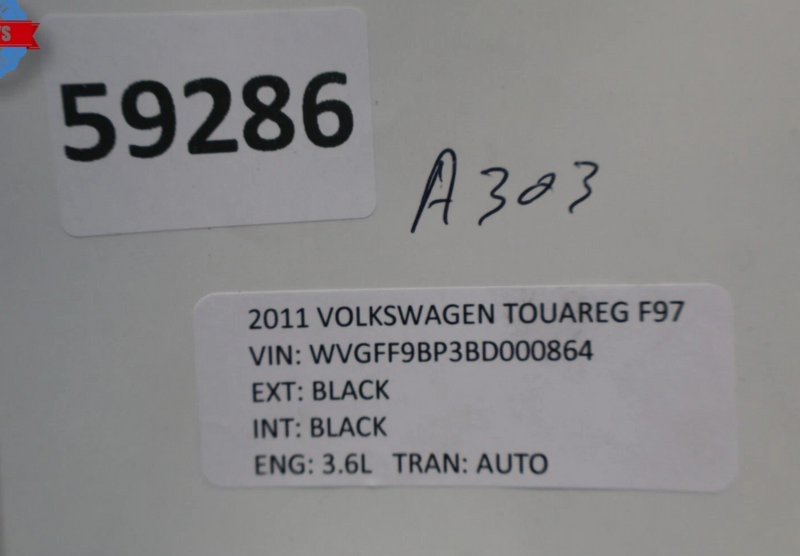 59286
A303
2011 VOLKSWAGEN TOUAREG F97
VIN: WVGFF9BP3BD000864
EXT: BLACK
INT: BLACK
ENG: 3.6L TRAN: AUTO